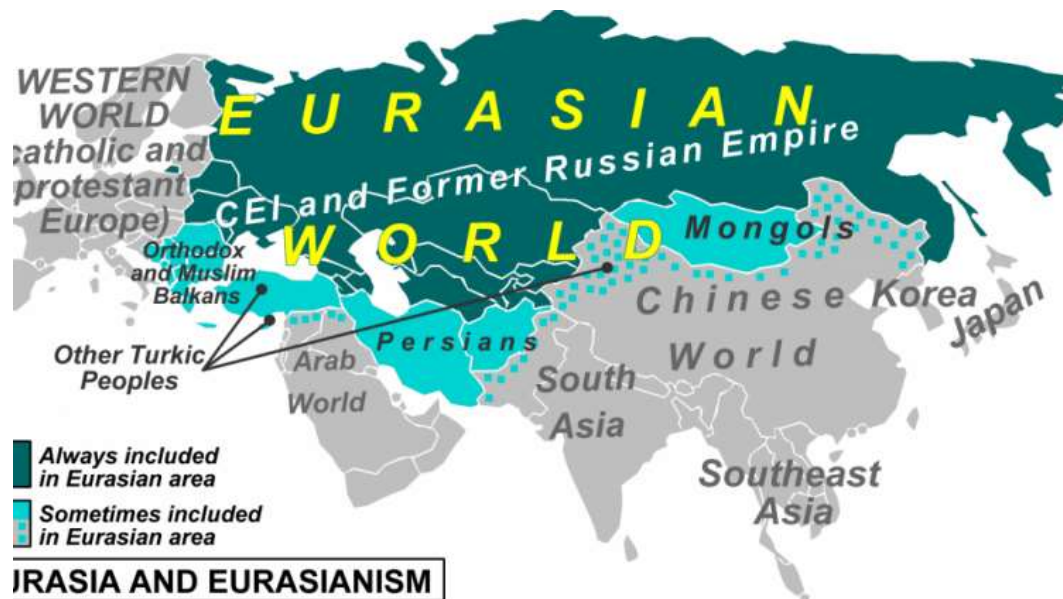 WESTERN
WORLD
catholic and
protestant
Europe)
EURASIAN
CEI and Former Russian Empire
WORLD
Orthodox
and Muslim
Balkans
Mongols
Other Turkic
Peoples
Persians
Arab
World
Chinese
World
Korea
Japan
South
Asia
Southeast
Asia
Always included
in Eurasian area
Sometimes included
in Eurasian area
URASIA AND EURASIANISM